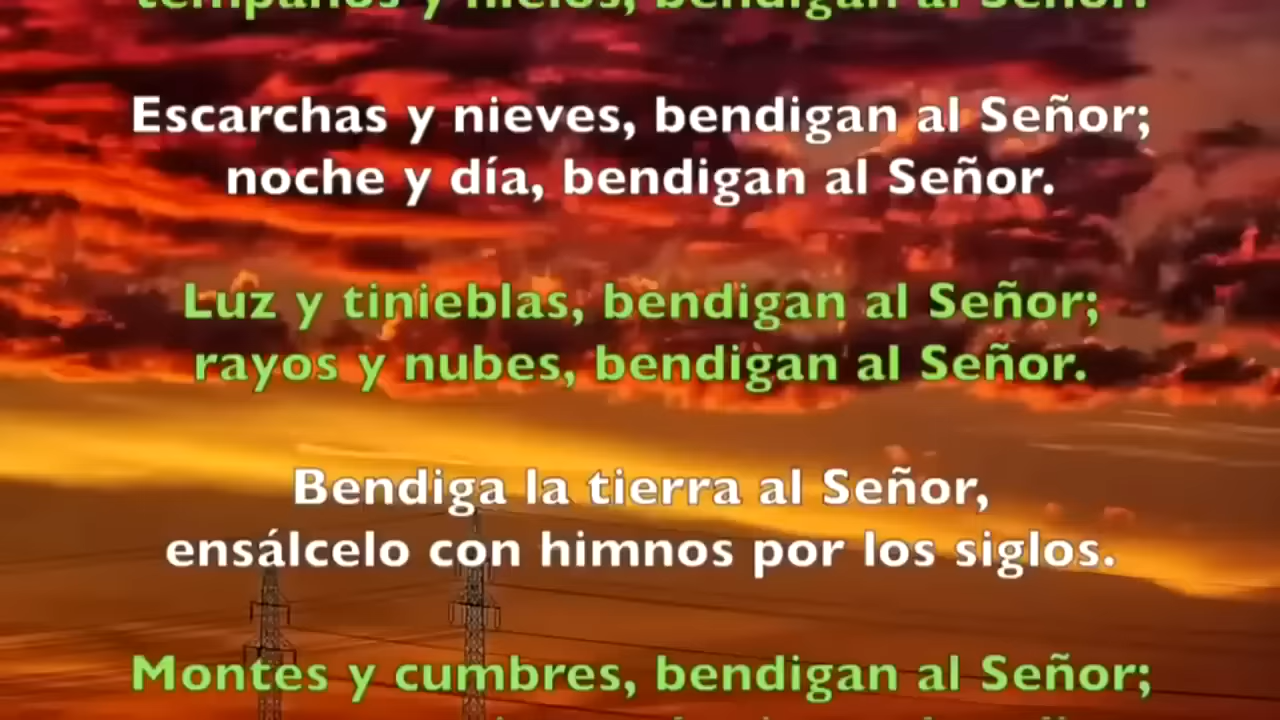 témpanos y hielos, bendigan al Señor.
Escarchas y nieves, bendigan al Señor;
noche y día, bendigan al Señor.
Luz y tinieblas, bendigan al Señor;
rayos y nubes, bendigan al Señor.
Bendiga la tierra al Señor,
ensálcelo con himnos por los siglos.
Montes y cumbres, bendigan al Señor;